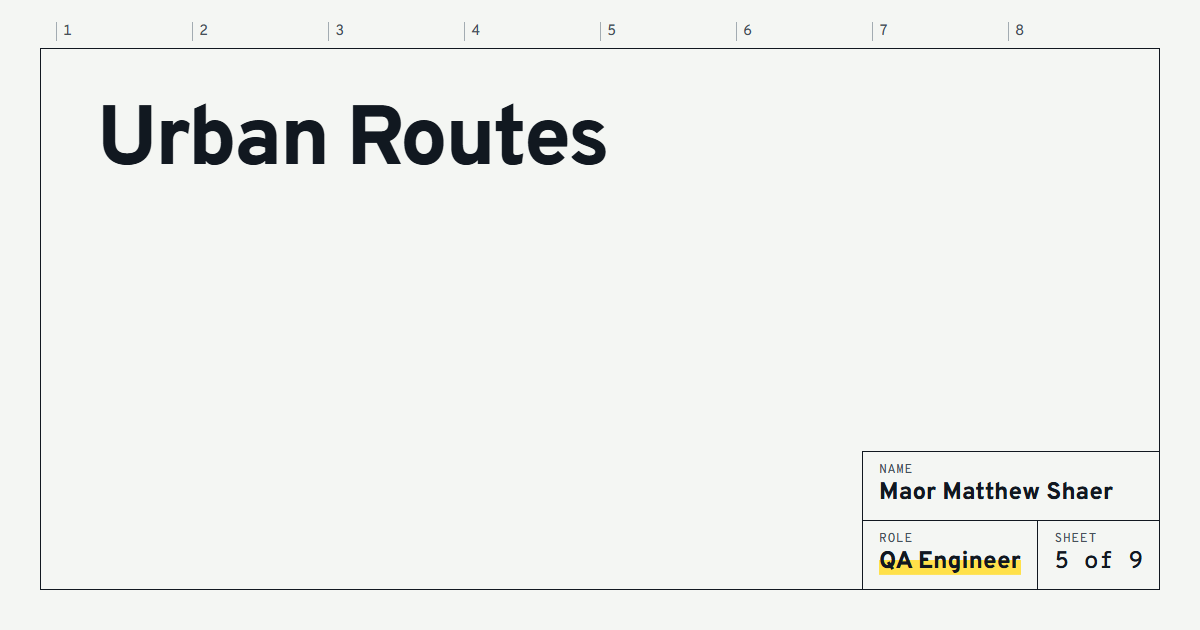 1 2 3 4 5 6 7 8
Urban Routes
NAME
Maor Matthew Shaer
ROLE
QA Engineer
SHEET
5 of 9